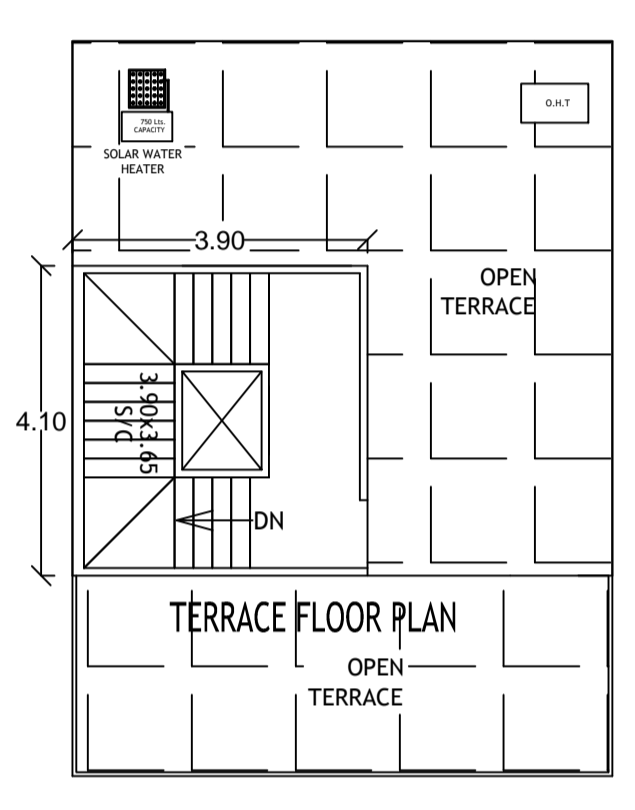 750 Lts.
CAPACITY
O.H.T
SOLAR WATER
HEATER
3.90
OPEN
TERRACE
4.10
3.90x3.65
S/C
DN
TERRACE FLOOR PLAN
OPEN
TERRACE